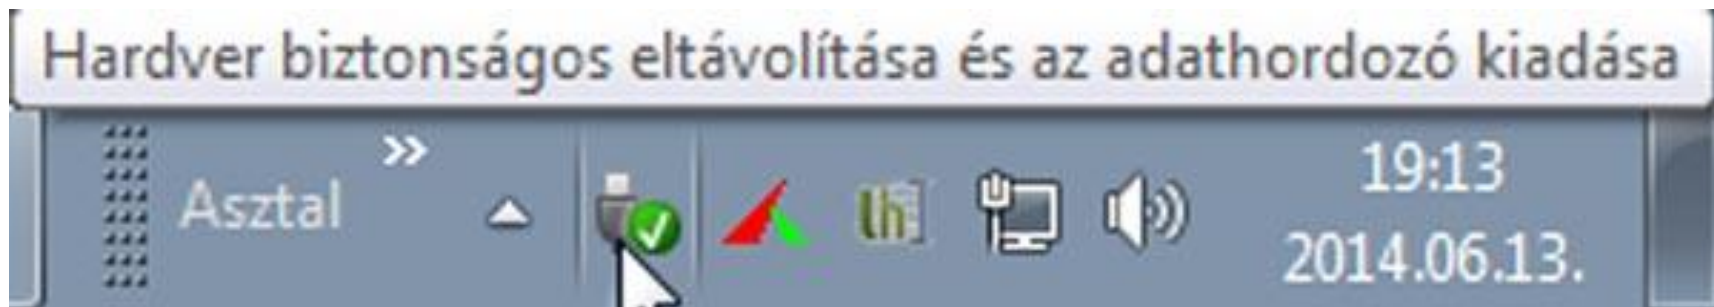 Hardver biztonságos eltávolítása és az adathordozó kiadása
Asztal
19:13
2014.06.13.